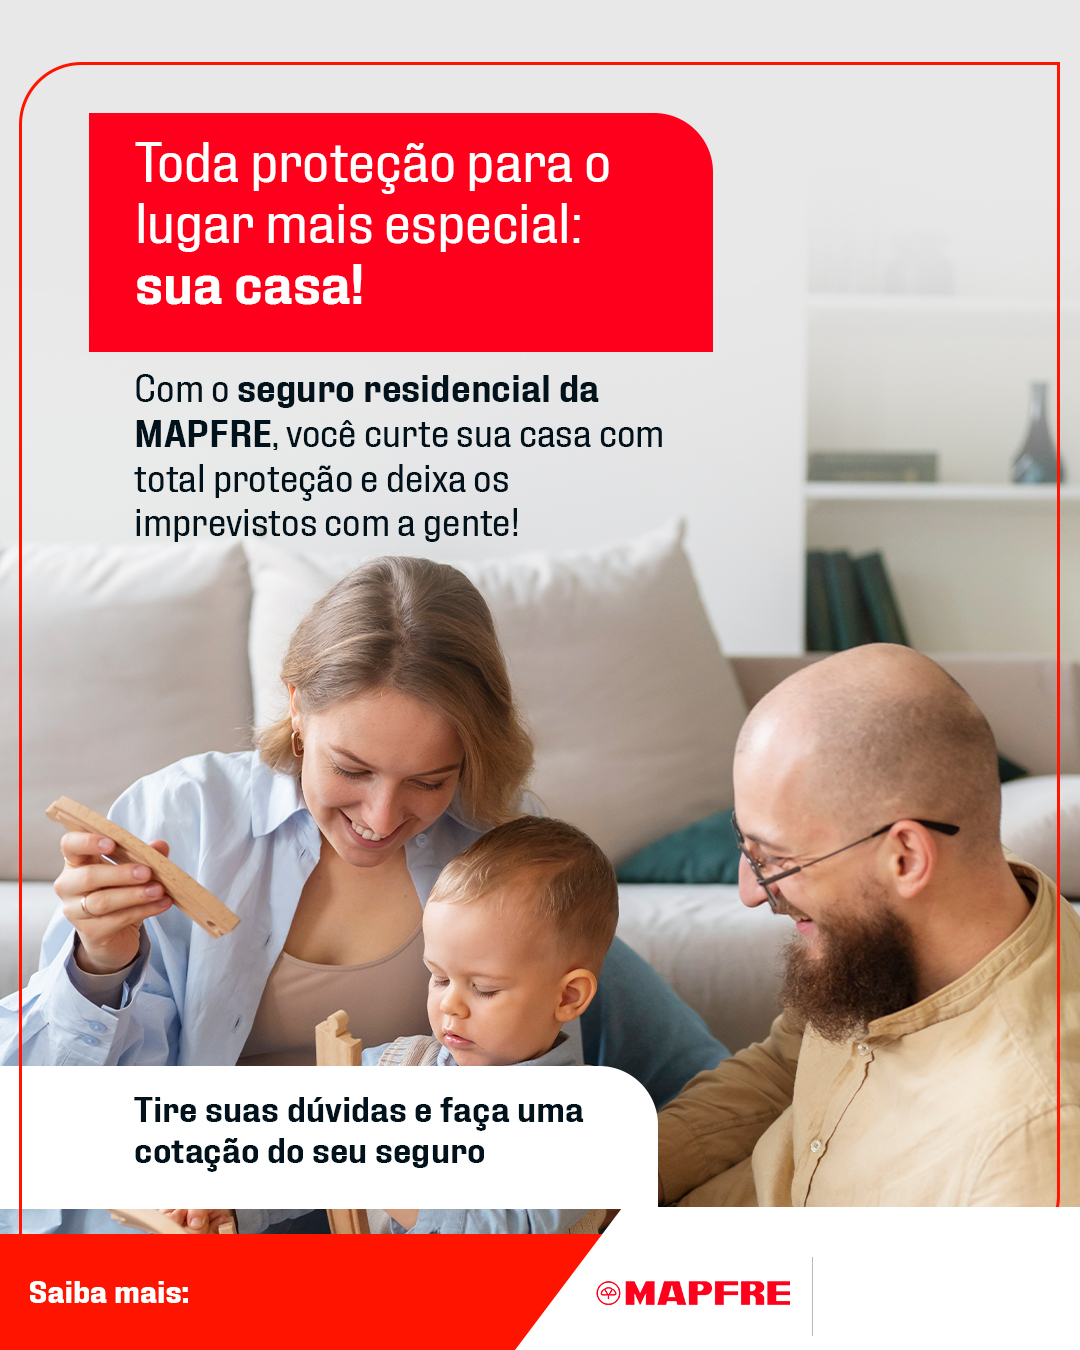 Toda proteção para o
lugar mais especial:
sua casa!
Com o seguro residencial da
MAPFRE, você curte sua casa com
total proteção e deixa os
imprevistos com a gente!
Tire suas dúvidas e faça uma
cotação do seu seguro
Saiba mais:
MAPFRE